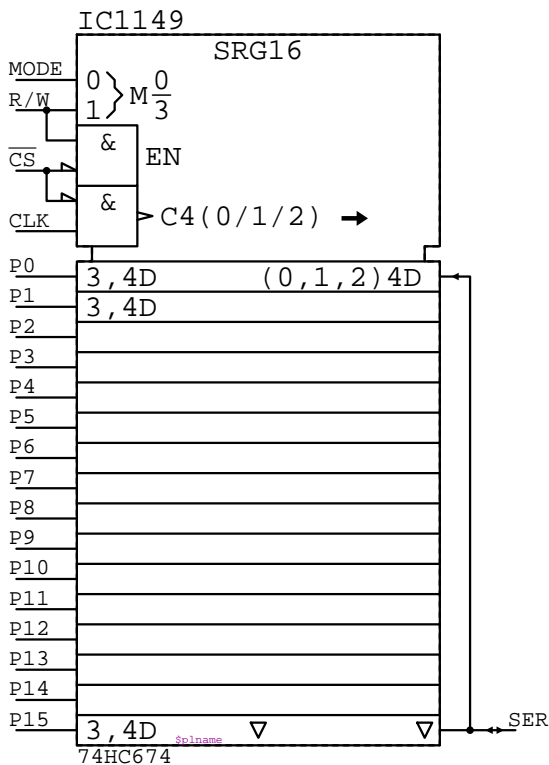 IC1149
SRG16
MODE
0
0
R/W
1
M
3
&
CS
EN
&
C4(0/1/2)
CLK
P0
3,4D
(0,1,2)4D
P1
3,4D
P2
P3
P4
P5
P6
P7
P8
P9
P10
P11
P12
P13
P14
P15
3,4D
$plname
SER
74HC674